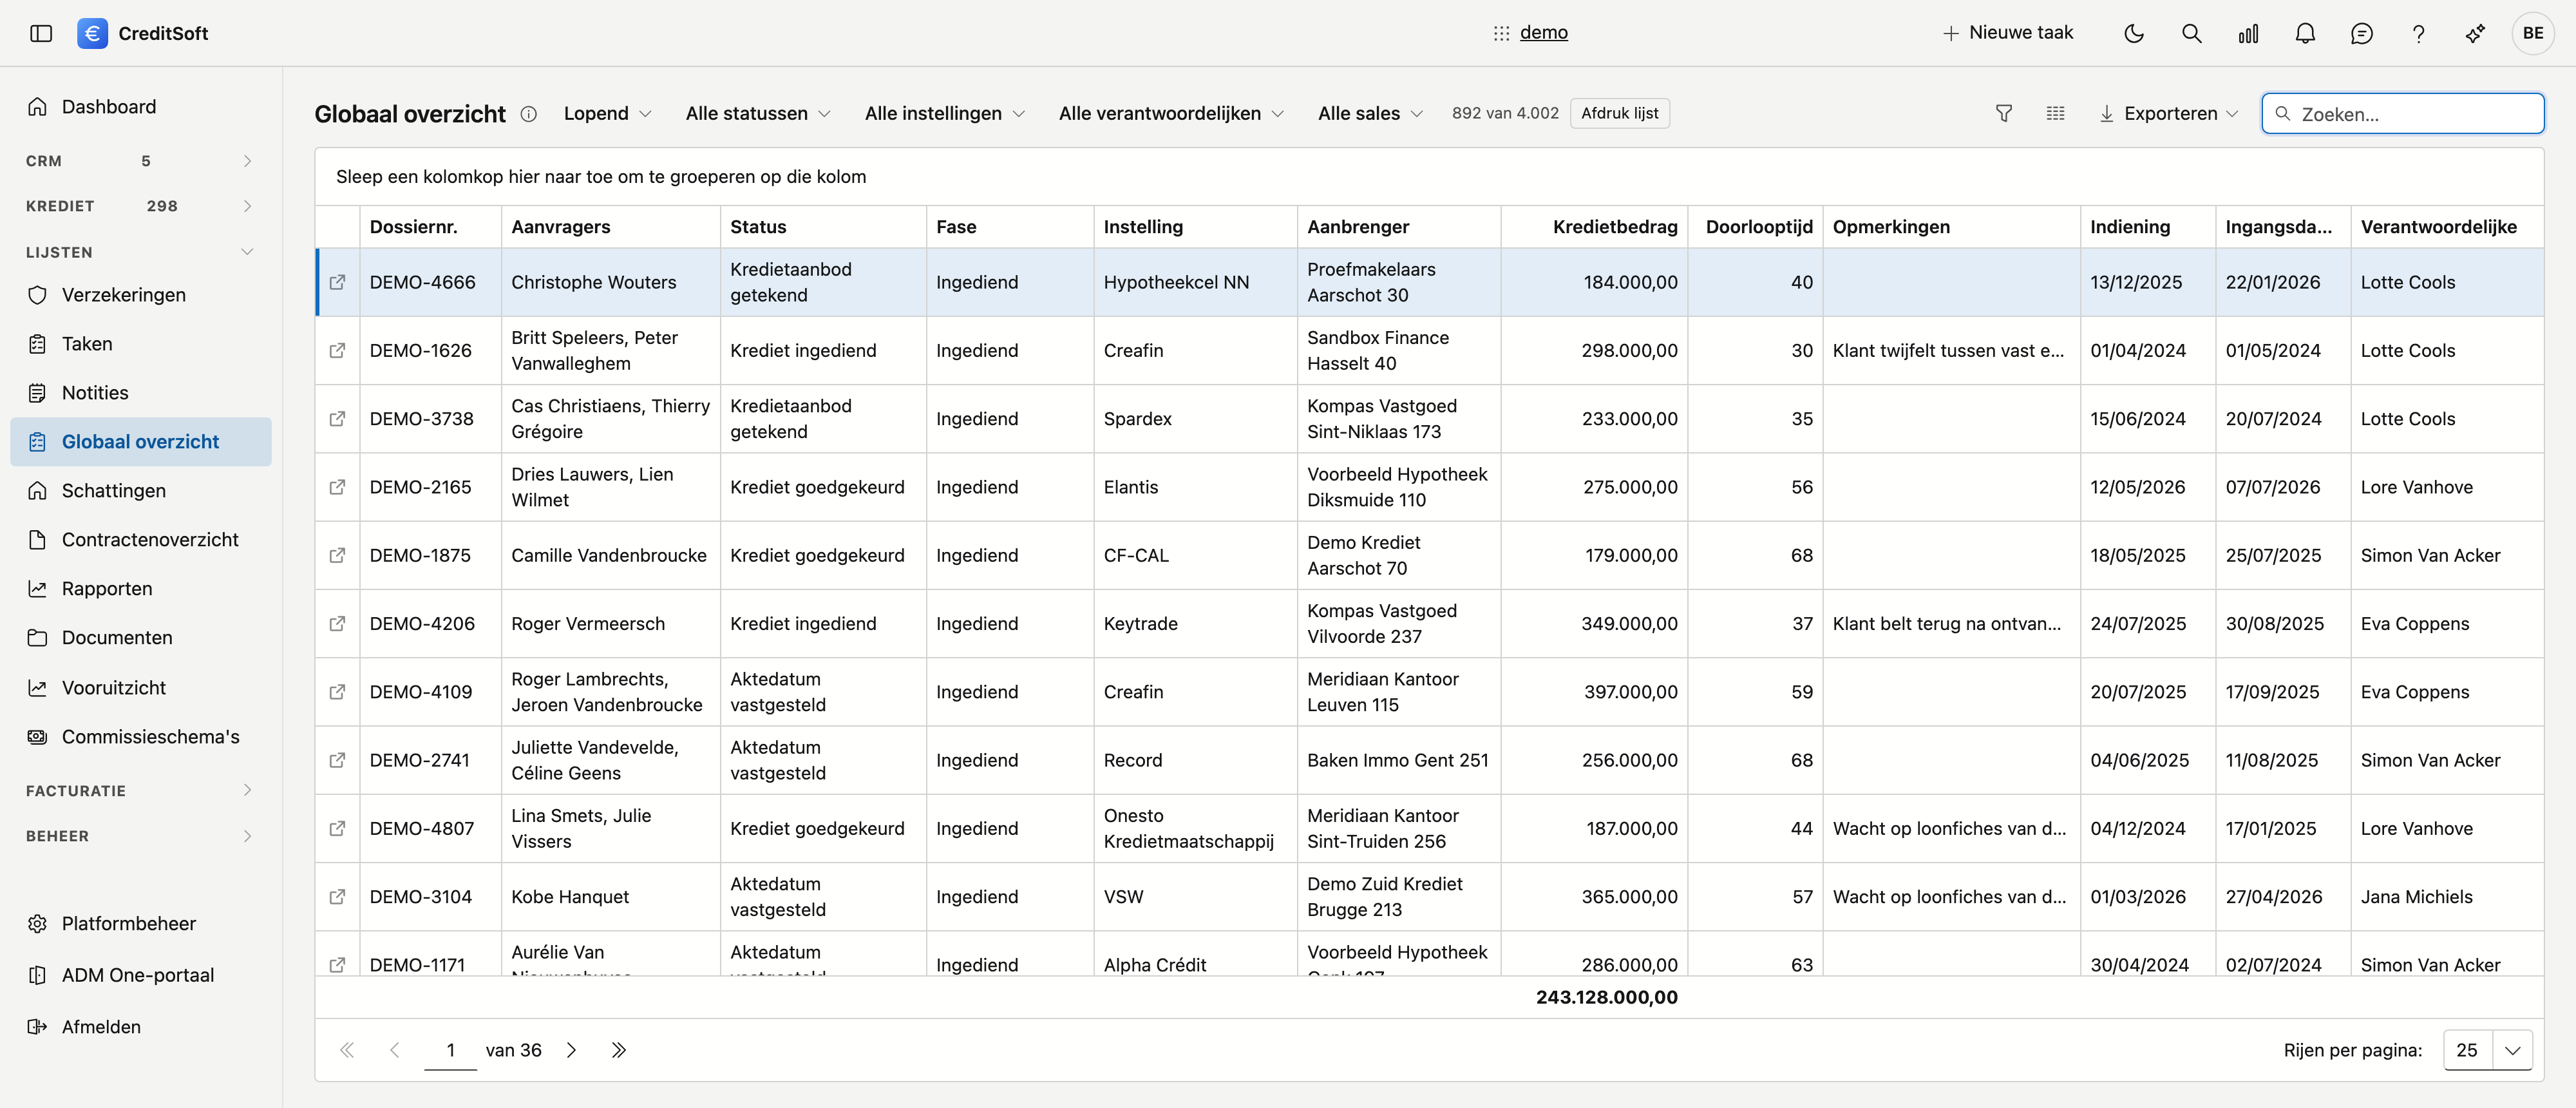 CreditSoft
demo
Nieuwe taak
BE
Dashboard
CRM 5
KREDIET 298
LIJSTEN
Verzekeringen
Taken
Notities
Globaal overzicht
Schattingen
Contractenoverzicht
Rapporten
Documenten
Vooruitzicht
Commissieschema's
FACTURATIE
BEHEER
Platformbeheer
ADM One-portaal
Afmelden
Globaal overzicht Lopend Alle statussen Alle instellingen Alle verantwoordelijken Alle sales 892 van 4.002 Afdruk lijst Exporteren Zoeken...
Sleep een kolomkop hier naar toe om te groeperen op die kolom
Dossiernr. Aanvragers Status Fase Instelling Aanbrenger Kredietbedrag Doorlooptijd Opmerkingen Indiening Ingangsda... Verantwoordelijke
DEMO-4666 Christophe Wouters Kredietaanbod getekend Ingediend Hypotheekcel NN Proefmakelaars Aarschot 30 184.000,00 40 13/12/2025 22/01/2026 Lotte Cools
DEMO-1626 Britt Speleers, Peter Vanwalleghem Krediet ingediend Ingediend Creafin Sandbox Finance Hasselt 40 298.000,00 30 Klant twijfelt tussen vast e... 01/04/2024 01/05/2024 Lotte Cools
DEMO-3738 Cas Christiaens, Thierry Grégoire Kredietaanbod getekend Ingediend Spardex Kompas Vastgoed Sint-Niklaas 173 233.000,00 35 15/06/2024 20/07/2024 Lotte Cools
DEMO-2165 Dries Lauwers, Lien Wilmet Krediet goedgekeurd Ingediend Elantis Voorbeeld Hypotheek Diksmuide 110 275.000,00 56 12/05/2026 07/07/2026 Lore Vanhove
DEMO-1875 Camille Vandenbroucke Krediet goedgekeurd Ingediend CF-CAL Demo Krediet Aarschot 70 179.000,00 68 18/05/2025 25/07/2025 Simon Van Acker
DEMO-4206 Roger Vermeersch Krediet ingediend Ingediend Keytrade Kompas Vastgoed Vilvoorde 237 349.000,00 37 Klant belt terug na ontvan... 24/07/2025 30/08/2025 Eva Coppens
DEMO-4109 Roger Lambrechts, Jeroen Vandenbroucke Aktedatum vastgesteld Ingediend Creafin Meridiaan Kantoor Leuven 115 397.000,00 59 20/07/2025 17/09/2025 Eva Coppens
DEMO-2741 Juliette Vandevelde, Céline Geens Aktedatum vastgesteld Ingediend Record Baken Immo Gent 251 256.000,00 68 04/06/2025 11/08/2025 Simon Van Acker
DEMO-4807 Lina Smets, Julie Vissers Krediet goedgekeurd Ingediend Onesto Kredietmaatschappij Meridiaan Kantoor Sint-Truiden 256 187.000,00 44 Wacht op loonfiches van d... 04/12/2024 17/01/2025 Lore Vanhove
DEMO-3104 Kobe Hanquet Aktedatum vastgesteld Ingediend VSW Demo Zuid Krediet Brugge 213 365.000,00 57 Wacht op loonfiches van d... 01/03/2026 27/04/2026 Jana Michiels
DEMO-1171 Aurélie Van Aktedatum Ingediend Alpha Crédit Voorbeeld Hypotheek 286.000,00 63 30/04/2024 02/07/2024 Simon Van Acker
243.128.000,00
1 van 36
Rijen per pagina: 25